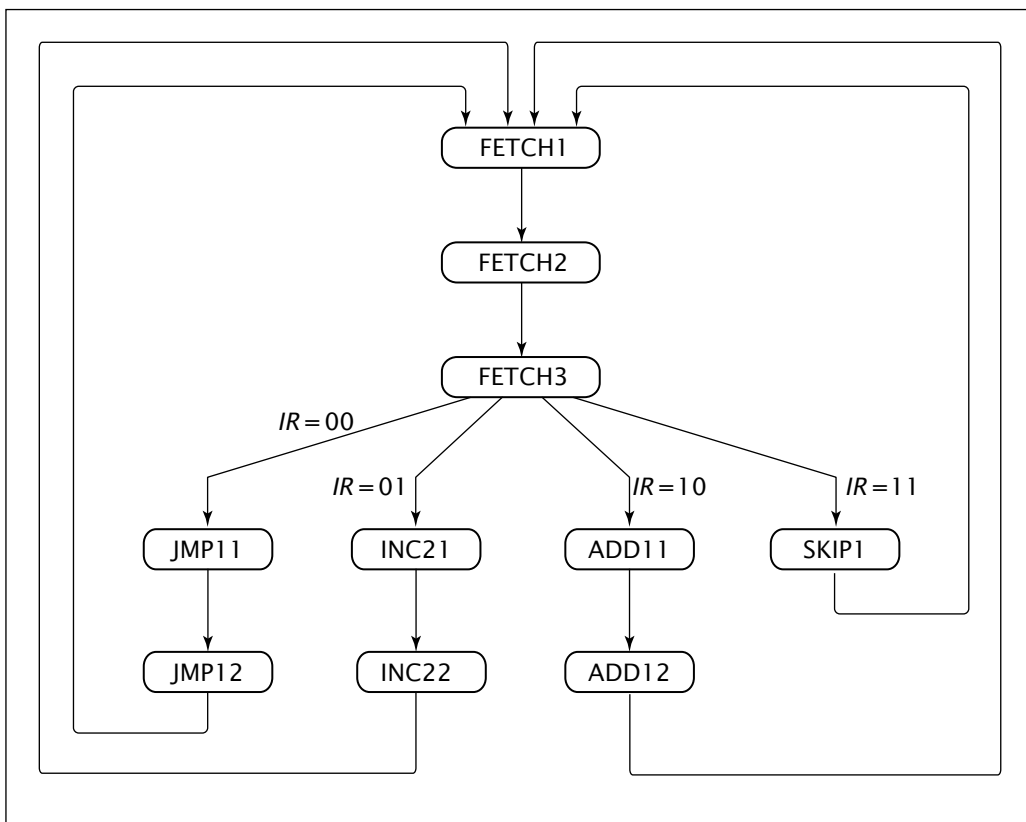 FETCH1
FETCH2
FETCH3
IR=00
IR=01
IR=10
IR=11
JMP11
INC21
ADD11
SKIP1
JMP12
INC22
ADD12